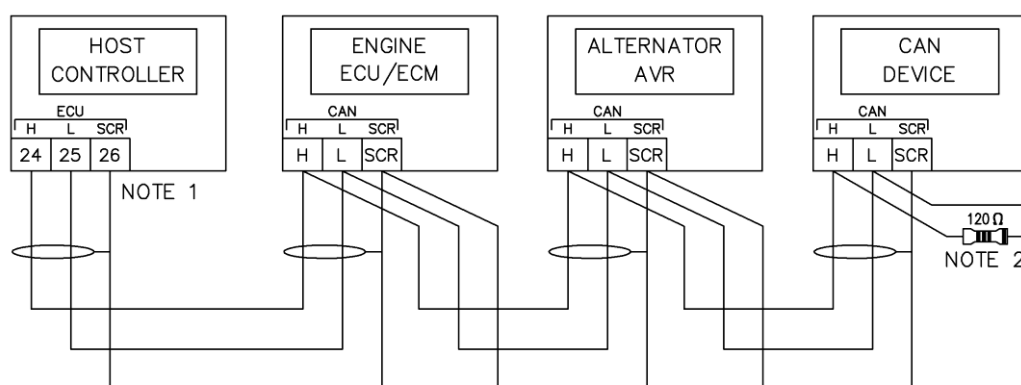 HOST
CONTROLLER
ECU
H L SCR
24 25 26
NOTE 1
ENGINE
ECU/ECM
CAN
H L SCR
H L SCR
ALTERNATOR
AVR
CAN
H L SCR
H L SCR
CAN
DEVICE
CAN
H L SCR
H L SCR
120Ω
NOTE 2